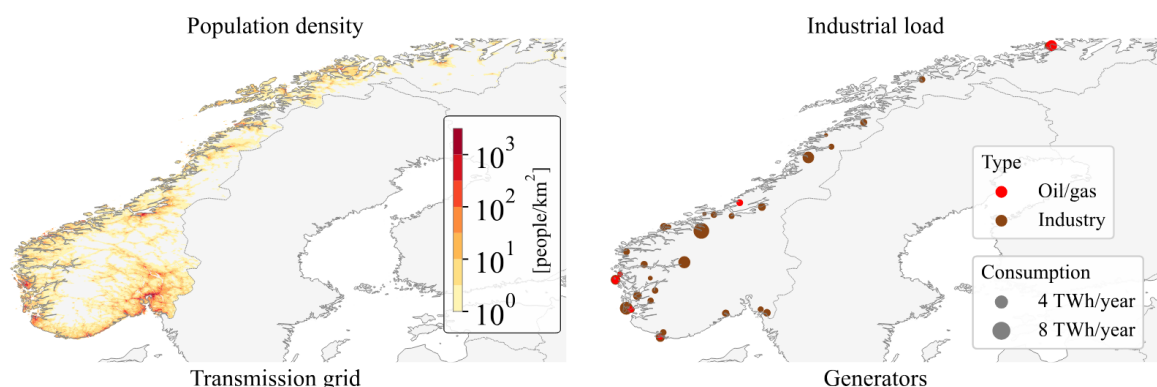 Population density
10^3
10^2
10^1
10^0
[people/km^2]
Transmission grid
Industrial load
Type
Oil/gas
Industry
Consumption
4 TWh/year
8 TWh/year
Generators